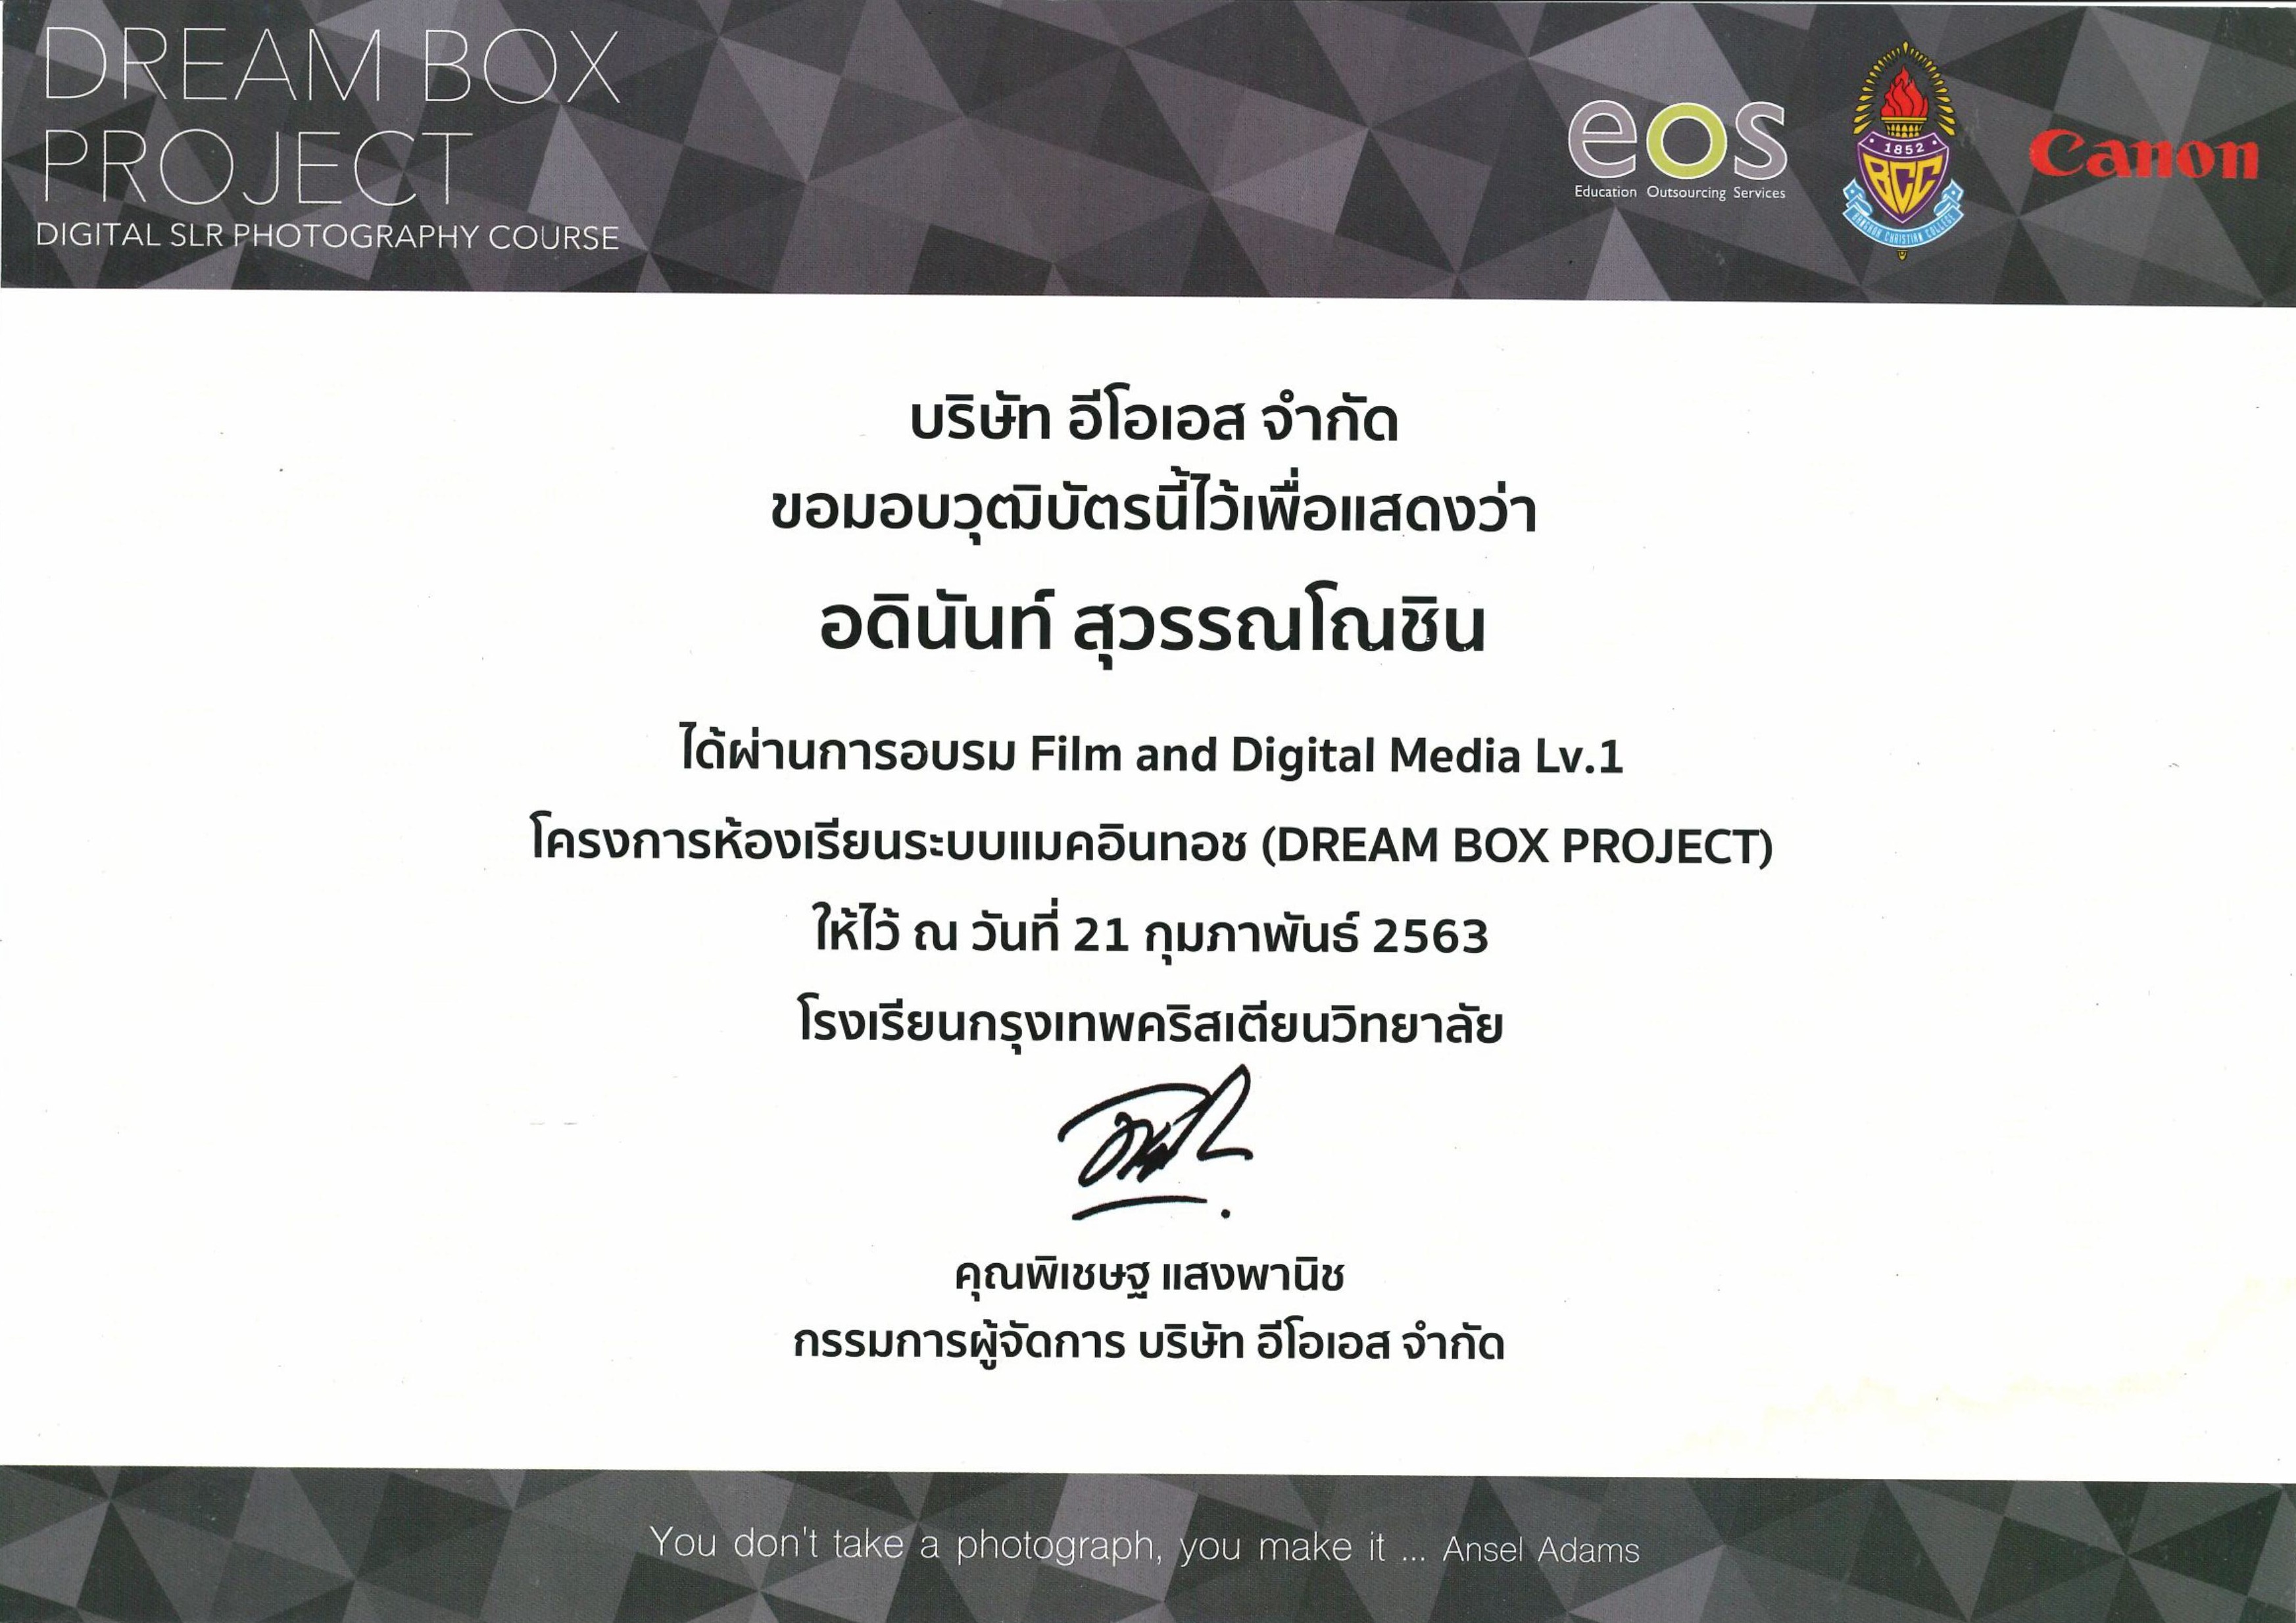 DREAM BOX
PROJECT
DIGITAL SLR PHOTOGRAPHY COURSE
eos
Education Outsourcing Services
1852
BCC
BANGKOK CHRISTIAN COLLEGE
Canon
บริษัท อีโอเอส จำกัด
ขอมอบวุฒิบัตรนี้ไว้เพื่อแสดงว่า
อดินันท์ สุวรรณโณชิน
ได้ผ่านการอบรม Film and Digital Media Lv.1
โครงการห้องเรียนระบบแมคอินทอช (DREAM BOX PROJECT)
ให้ไว้ ณ วันที่ 21 กุมภาพันธ์ 2563
โรงเรียนกรุงเทพคริสเตียนวิทยาลัย
คุณพิเชษฐ แสงพานิช
กรรมการผู้จัดการ บริษัท อีโอเอส จำกัด
You don't take a photograph, you make it ... Ansel Adams